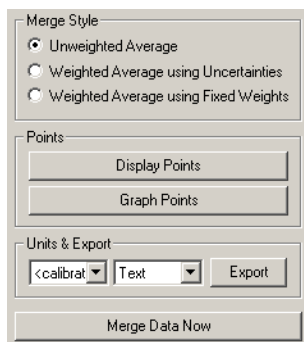 Merge Style
Unweighted Average
Weighted Average using Uncertainties
Weighted Average using Fixed Weights
Points
Display Points
Graph Points
Units & Export
<calibrat Text Export
Merge Data Now